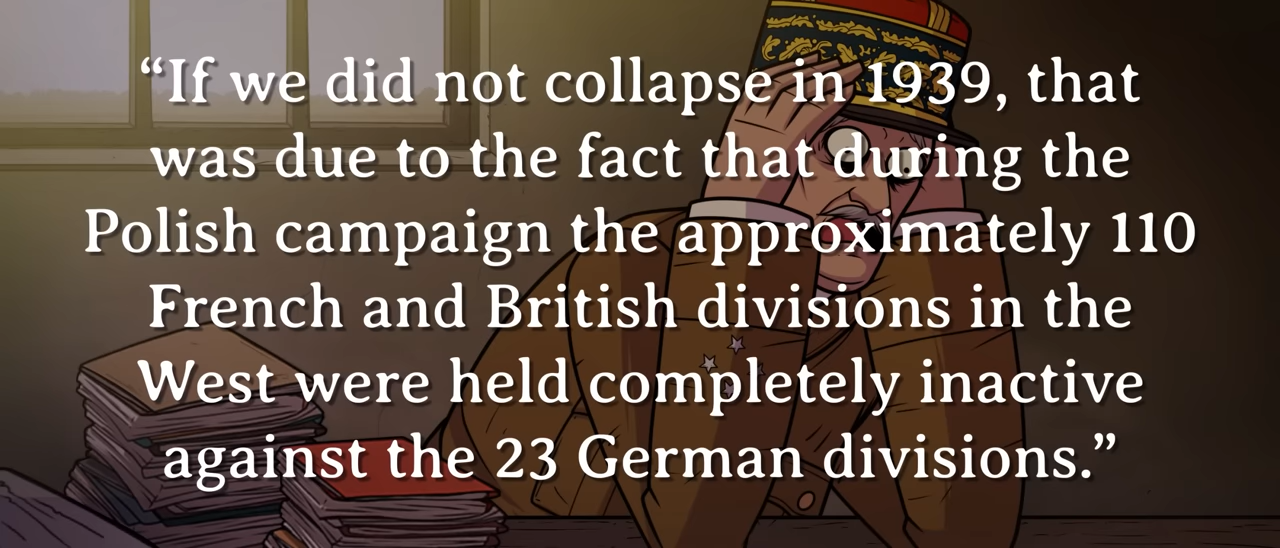 “If we did not collapse in 1939, that
was due to the fact that during the
Polish campaign the approximately 110
French and British divisions in the
West were held completely inactive
against the 23 German divisions.”